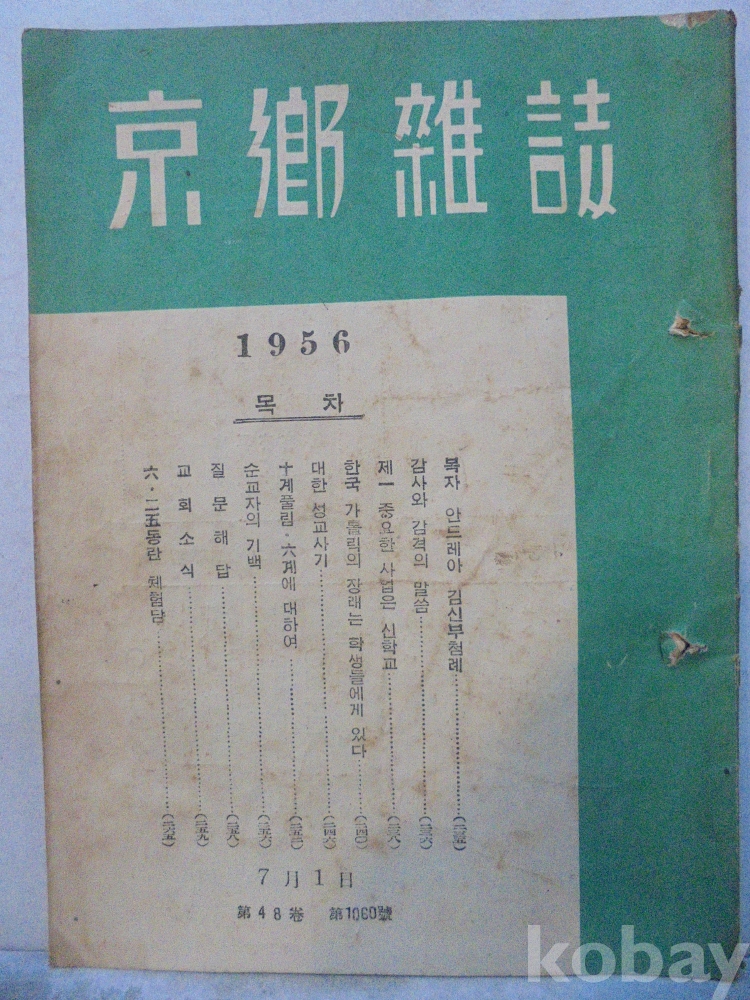 京鄕雜誌
1956
목차
복자 안드레아 김신부첨례
감사와 감격의 말씀
제一 중요한 사업은 신학교
한국 가톨릭의 장래는 학생들에게 있다
대한 성교사기
十계풀림·六계에 대하여
순교자의 기백
질문해답
교회소식
六·二五동란 체험담
7月1日
第48卷 第1060號
kobay